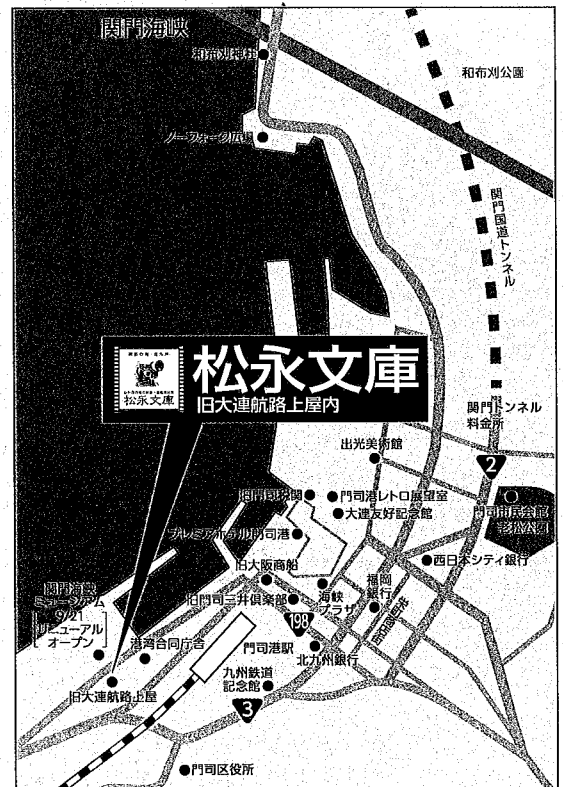 関門海峡
和布刈神社
和布刈公園
ノーフォーク広場
関門国道トンネル
松永文庫
旧大連航路上屋内
松永文庫
関門トンネル
料金所
出光美術館
2
旧門司税関
門司港レトロ展望室
大連友好記念館
門司市民会館
老松公園
プレミアホテル門司港
西日本シティ銀行
旧大阪商船
関門海峡
ミュージアム
9/21
リニューアル
オープン
旧門司三井倶楽部
海峡
プラザ
福岡
銀行
198
港湾合同庁舎
門司港駅
北九州銀行
旧大連航路上屋
九州鉄道
記念館
3
門司区役所